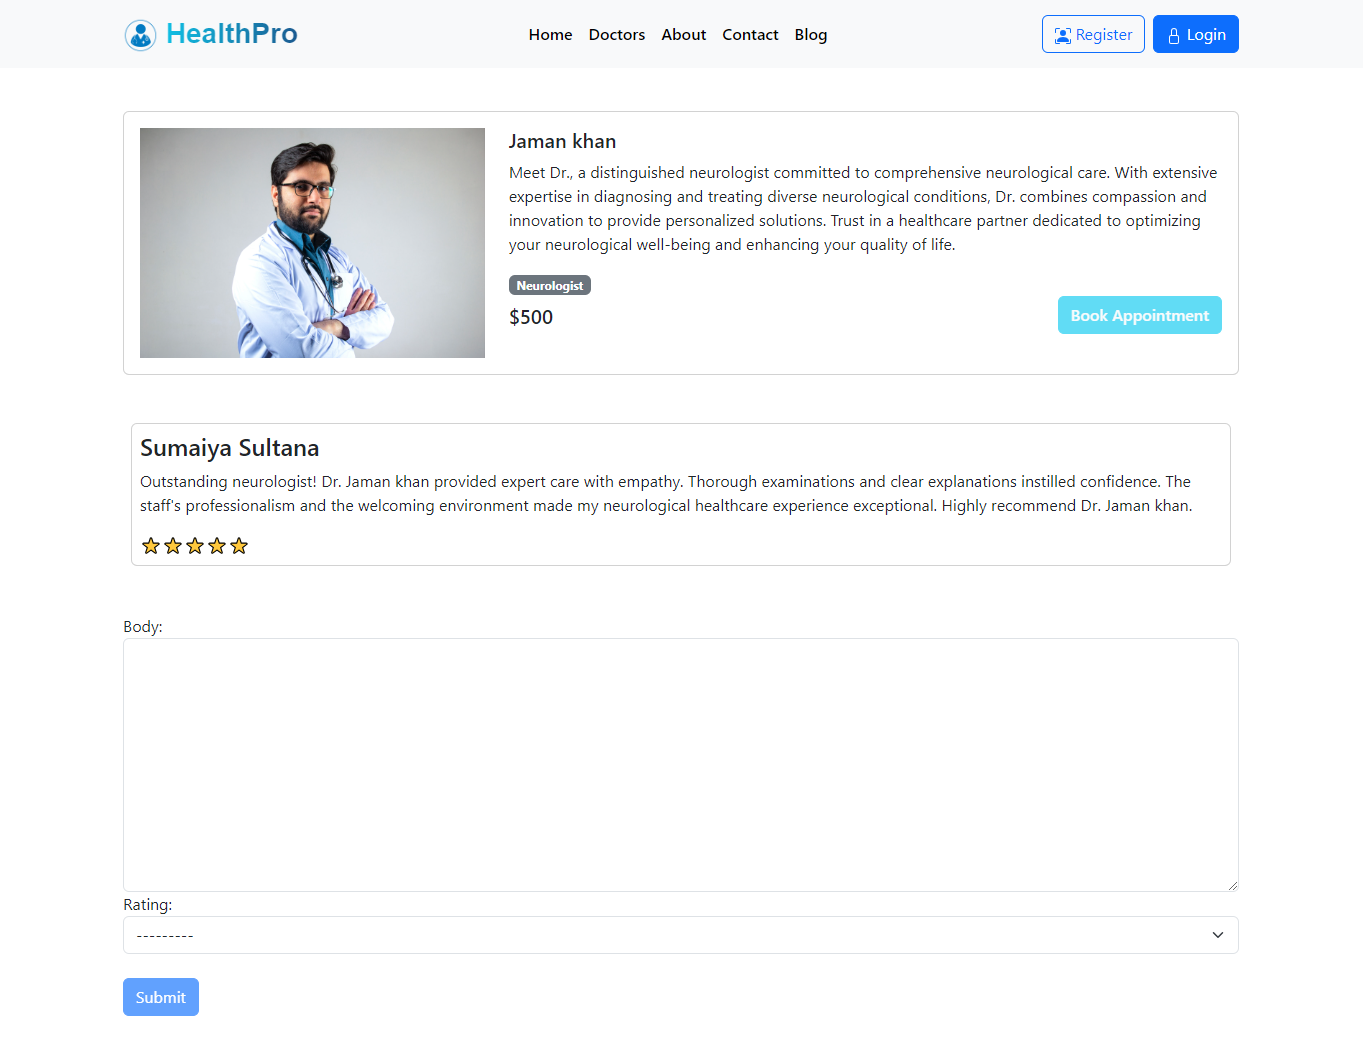 HealthPro
Home Doctors About Contact Blog
Register
Login
Jaman khan
Meet Dr., a distinguished neurologist committed to comprehensive neurological care. With extensive
expertise in diagnosing and treating diverse neurological conditions, Dr. combines compassion and
innovation to provide personalized solutions. Trust in a healthcare partner dedicated to optimizing
your neurological well-being and enhancing your quality of life.
Neurologist
$500
Book Appointment
Sumaiya Sultana
Outstanding neurologist! Dr. Jaman khan provided expert care with empathy. Thorough examinations and clear explanations instilled confidence. The
staff's professionalism and the welcoming environment made my neurological healthcare experience exceptional. Highly recommend Dr. Jaman khan.
Body:
Rating:
---------
Submit